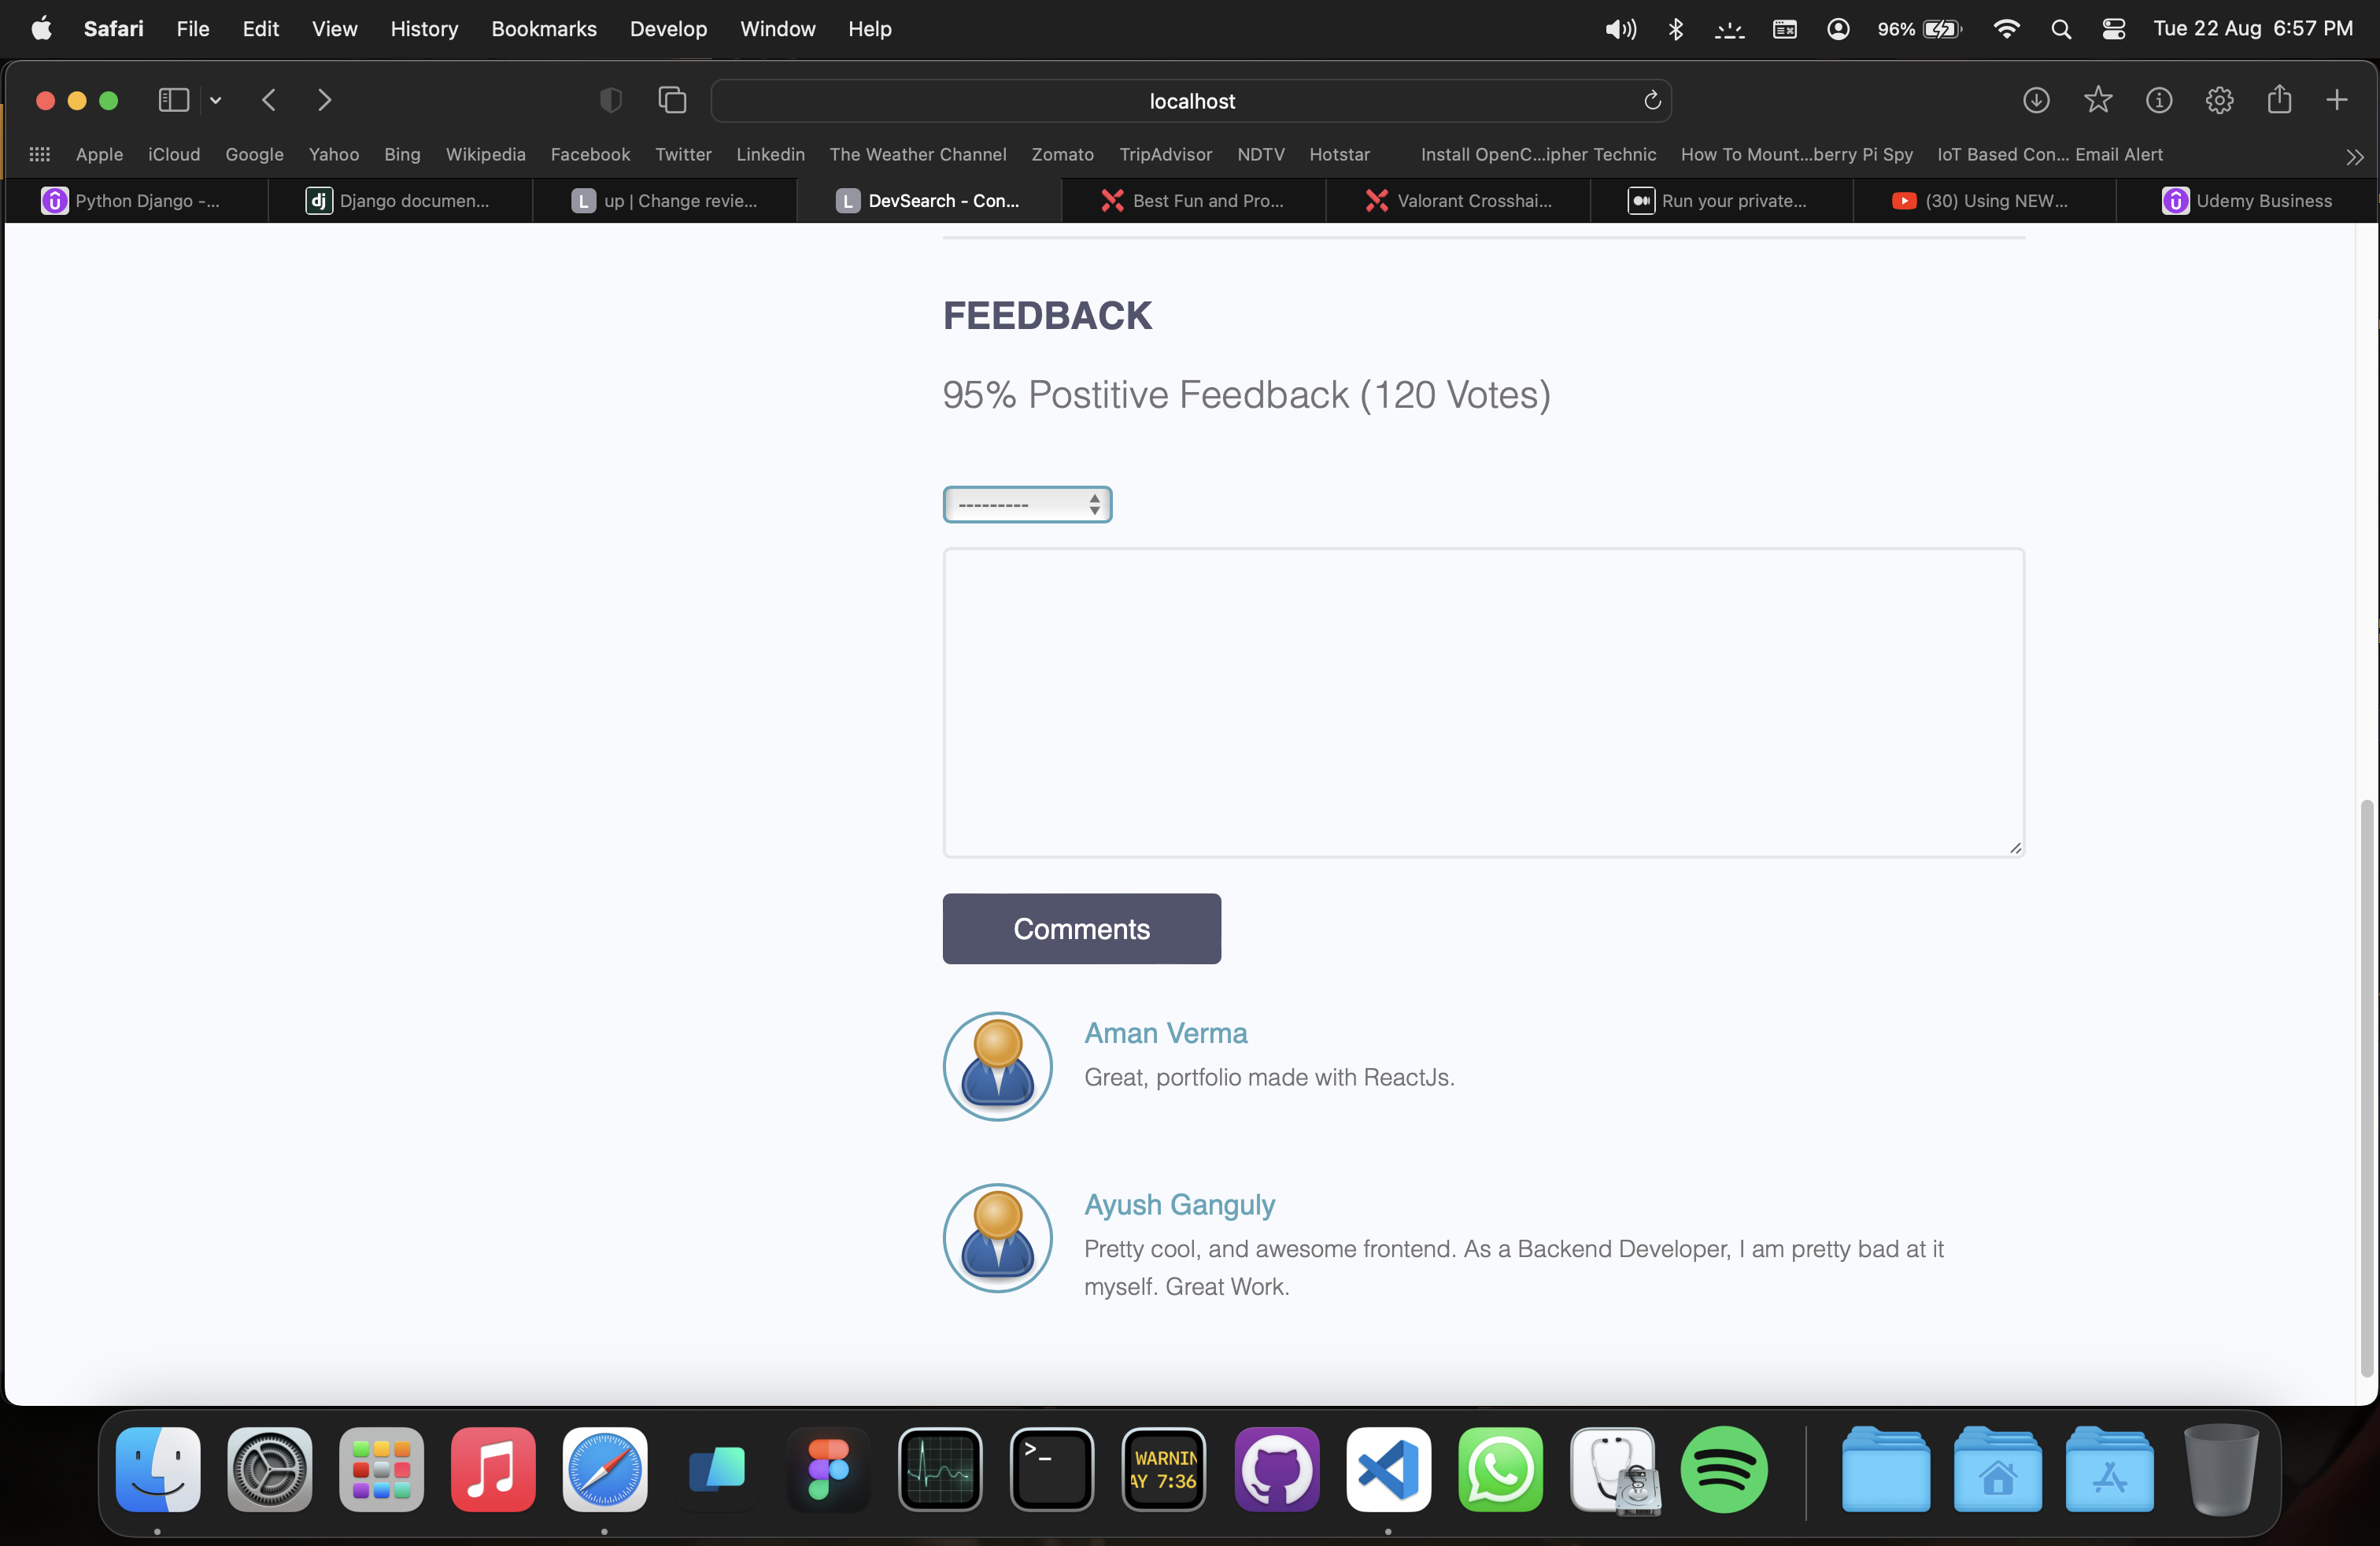 Safari File Edit View History Bookmarks Develop Window Help 96% Tue 22 Aug 6:57 PM
localhost
Apple iCloud Google Yahoo Bing Wikipedia Facebook Twitter Linkedin The Weather Channel Zomato TripAdvisor NDTV Hotstar Install OpenC...ipher Technic How To Mount...berry Pi Spy IoT Based Con... Email Alert
Python Django -... dj Django documen... L up | Change revie... L DevSearch - Con... Best Fun and Pro... Valorant Crosshai... Run your private... (30) Using NEW... Udemy Business
FEEDBACK
95% Postitive Feedback (120 Votes)
---------
Comments
Aman Verma
Great, portfolio made with ReactJs.
Ayush Ganguly
Pretty cool, and awesome frontend. As a Backend Developer, I am pretty bad at it
myself. Great Work.
>_ WARNIN
AY 7:36